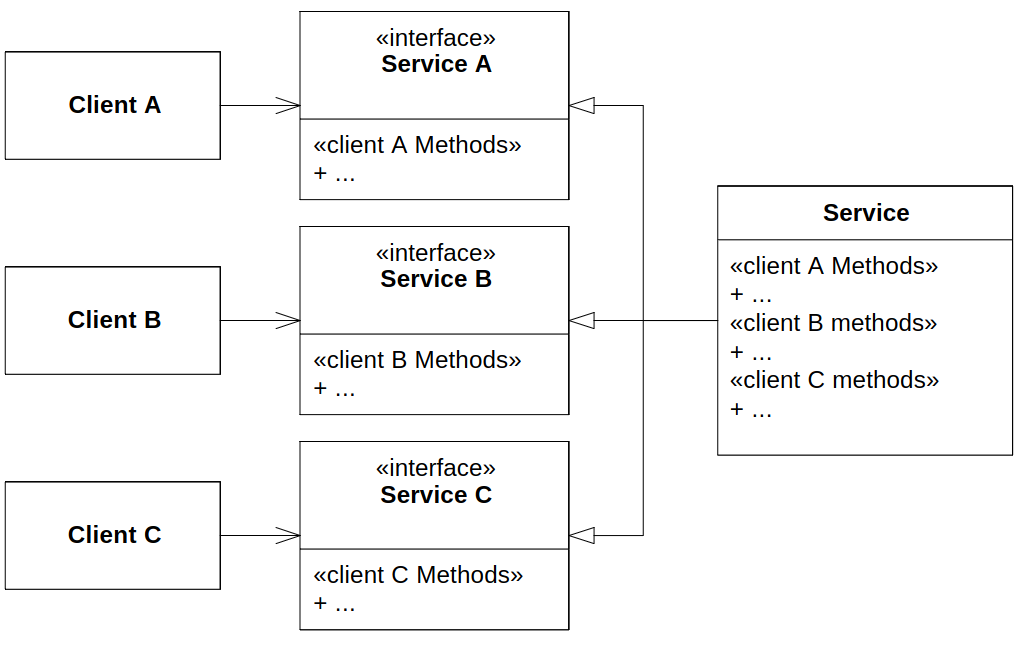 Client A
«interface»
Service A
«client A Methods»
+ ...
Client B
«interface»
Service B
«client B Methods»
+ ...
Client C
«interface»
Service C
«client C Methods»
+ ...
Service
«client A Methods»
+ ...
«client B methods»
+ ...
«client C methods»
+ ...